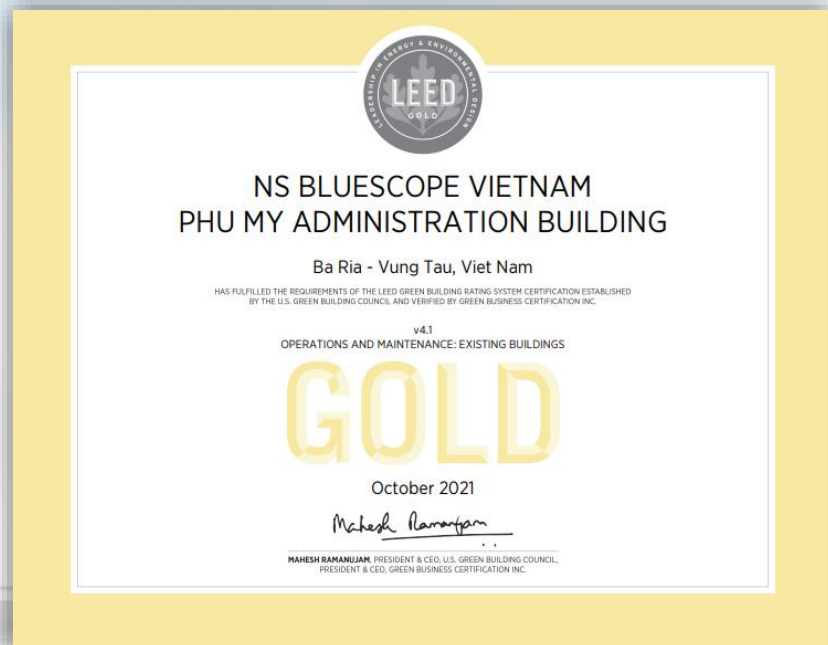 LEADERSHIP IN ENERGY & ENVIRONMENTAL DESIGN
LEED
GOLD
NS BLUESCOPE VIETNAM
PHU MY ADMINISTRATION BUILDING
Ba Ria - Vung Tau, Viet Nam
HAS FULFILLED THE REQUIREMENTS OF THE LEED GREEN BUILDING RATING SYSTEM CERTIFICATION ESTABLISHED
BY THE U.S. GREEN BUILDING COUNCIL AND VERIFIED BY GREEN BUSINESS CERTIFICATION INC.
v4.1
OPERATIONS AND MAINTENANCE: EXISTING BUILDINGS
GOLD
October 2021
Mahesh Ramanujam
MAHESH RAMANUJAM, PRESIDENT & CEO, U.S. GREEN BUILDING COUNCIL,
PRESIDENT & CEO, GREEN BUSINESS CERTIFICATION INC.